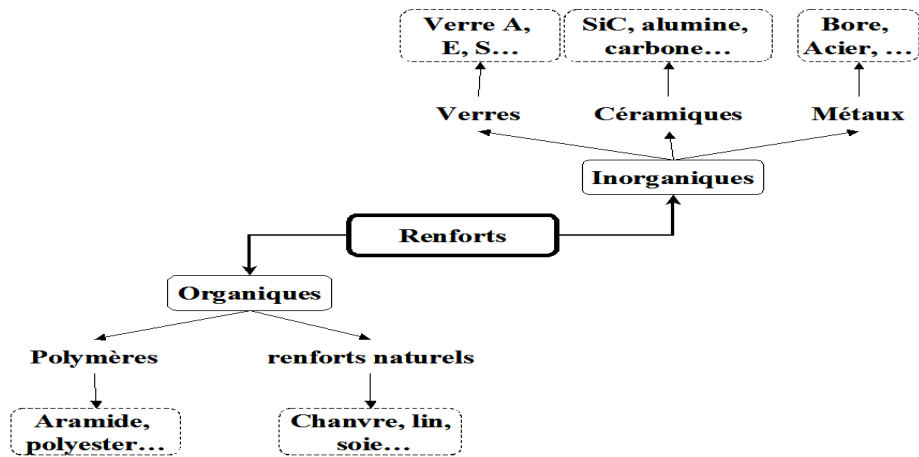 Verre A,
E, S...
SiC, alumine,
carbone...
Bore,
Acier, ...
Verres
Céramiques
Métaux
Inorganiques
Renforts
Organiques
Polymères
renforts naturels
Aramide,
polyester...
Chanvre, lin,
soie...